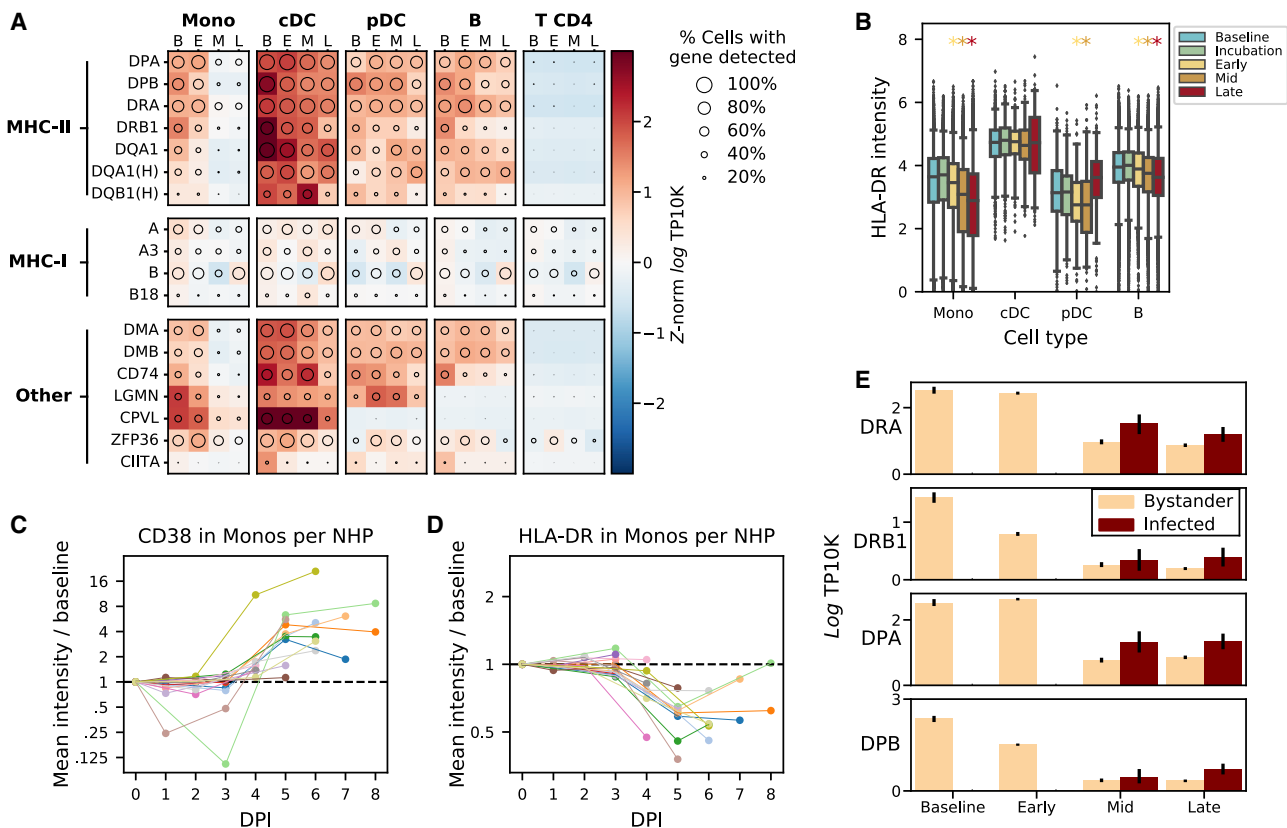 A
Mono cDC pDC B T CD4
B E M L B E M L B E M L B E M L B E M L
MHC-II
DPA
DPB
DRA
DRB1
DQA1
DQA1(H)
DQB1(H)
MHC-I
A
A3
B
B18
Other
DMA
DMB
CD74
LGMN
CPVL
ZFP36
CIITA
2
1
0
−1
−2
Z-norm log TP10K
% Cells with
gene detected
100%
80%
60%
40%
20%
B
HLA-DR intensity
8
6
4
2
0
Mono cDC pDC B
Cell type
*** ** ***
Baseline
Incubation
Early
Mid
Late
C
CD38 in Monos per NHP
Mean intensity / baseline
16
8
4
2
1
.5
.25
.125
0 1 2 3 4 5 6 7 8
DPI
D
HLA-DR in Monos per NHP
Mean intensity / baseline
2
1
0.5
0 1 2 3 4 5 6 7 8
DPI
E
Log TP10K
DRA
2
0
DRB1
1
0
Bystander
Infected
DPA
2
0
DPB
3
0
Baseline Early Mid Late